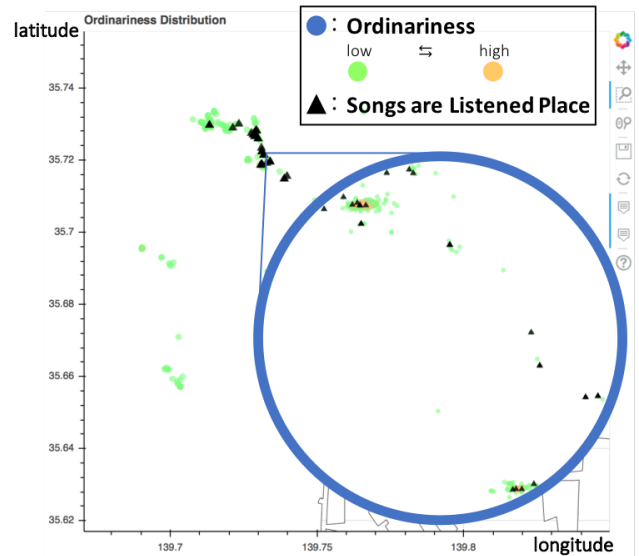 latitude
Ordinariness Distribution
: Ordinariness
low ⇆ high
▲ : Songs are Listened Place
35.74
35.72
35.7
35.68
35.66
35.64
35.62
139.7
139.75
139.8
longitude